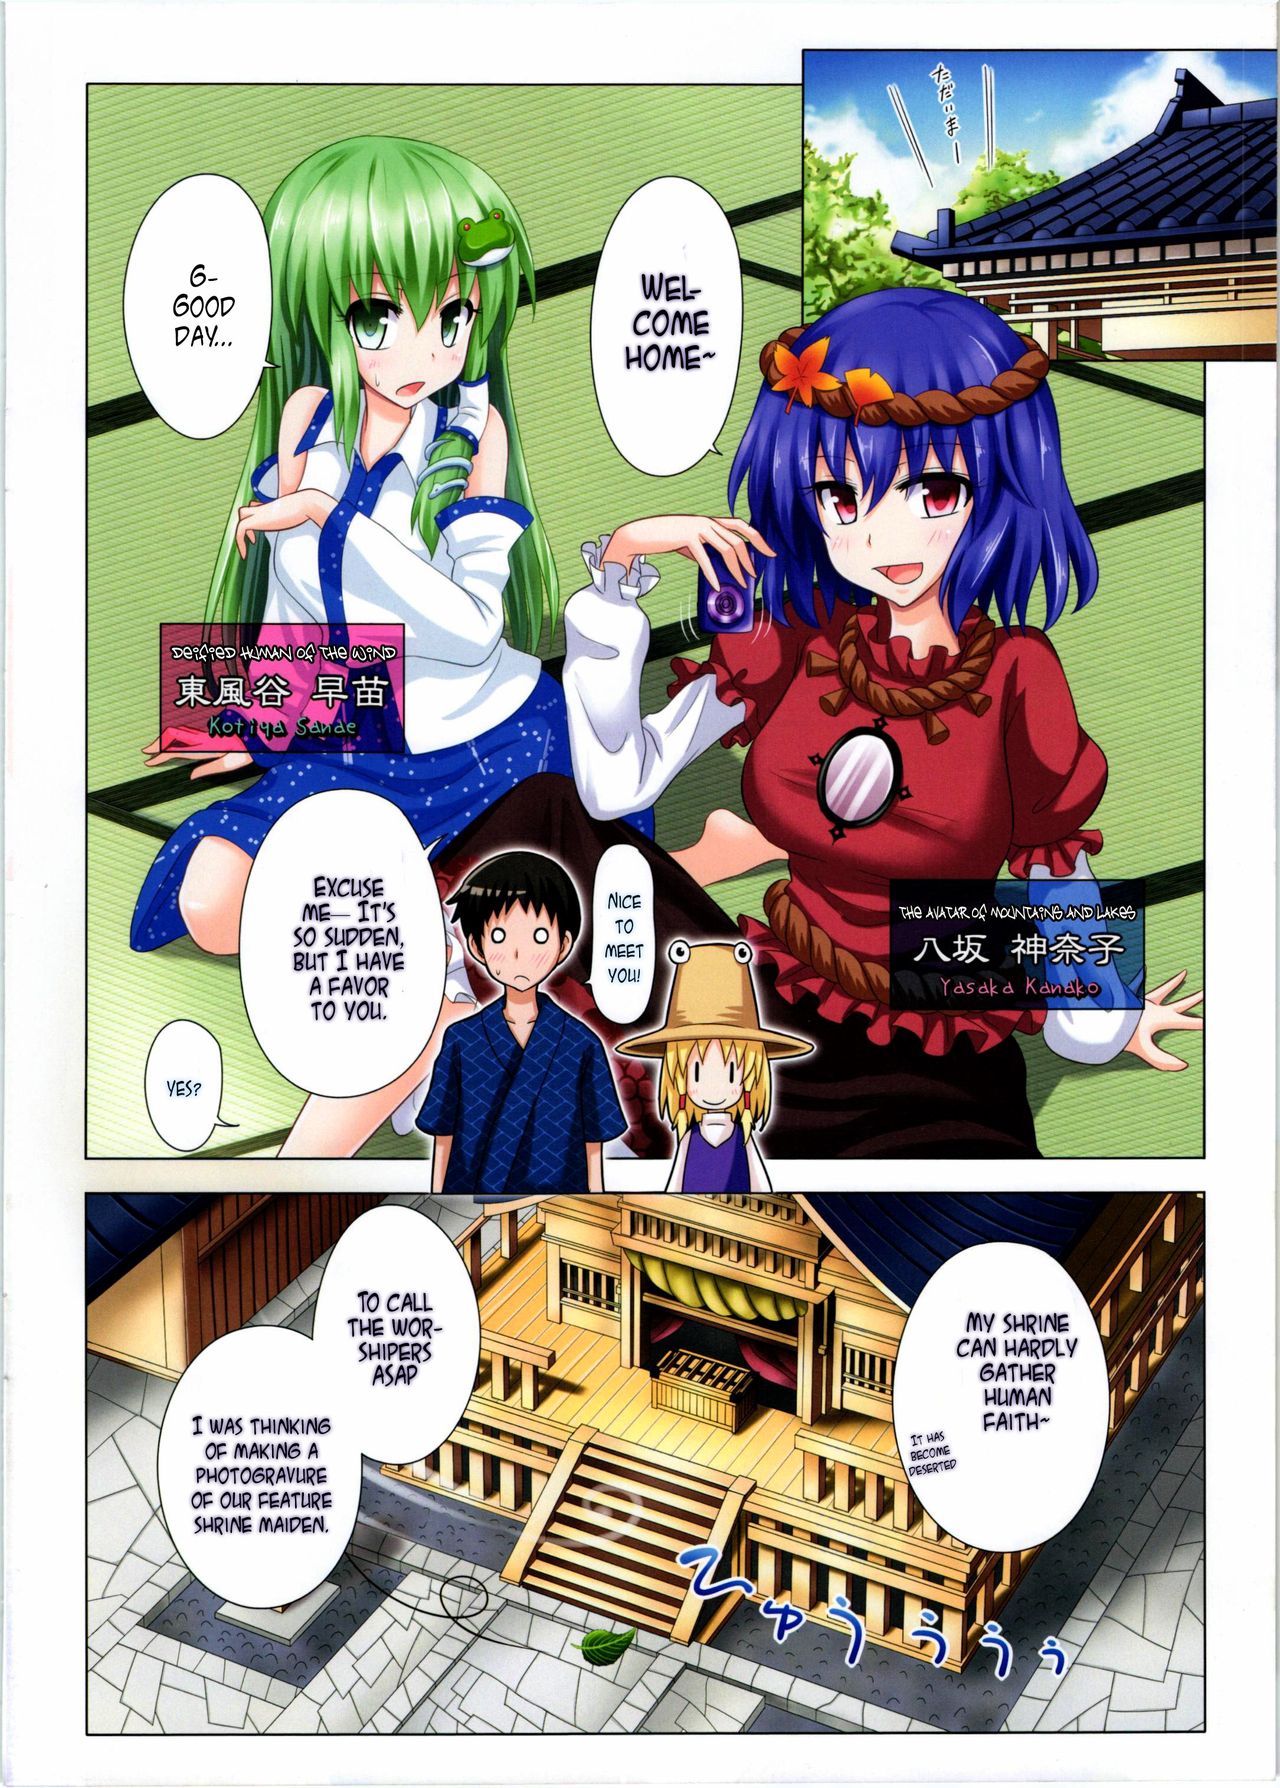 ただいまー
WEL-
COME
HOME~
G-
GOOD
DAY...
DEIFIED HUMAN OF THE WIND
東風谷 早苗
Kotiya Sanae
THE AVATAR OF MOUNTAINS AND LAKES
八坂 神奈子
Yasaka Kanako
NICE
TO
MEET
YOU!
EXCUSE
ME— IT'S
SO SUDDEN,
BUT I HAVE
A FAVOR
TO YOU.
YES?
MY SHRINE
CAN HARDLY
GATHER
HUMAN
FAITH~
IT HAS
BECOME
DESERTED
TO CALL
THE WOR-
SHIPERS
ASAP
I WAS THINKING
OF MAKING A
PHOTOGRAVURE
OF OUR FEATURE
SHRINE MAIDEN.
ひゅうぅぅぅ